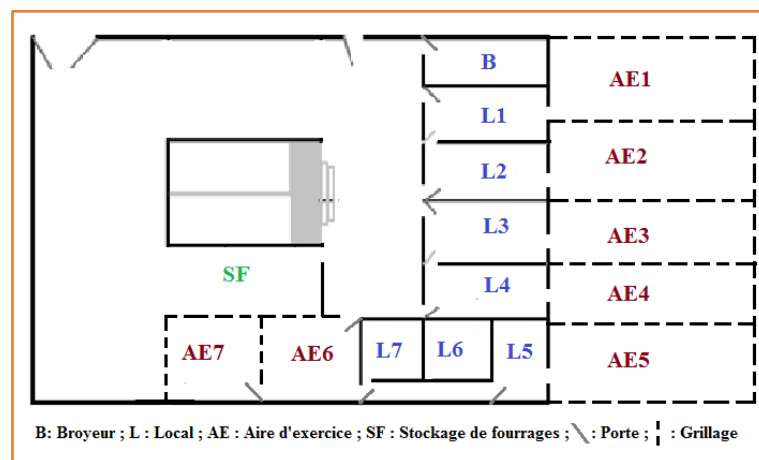 B
AE1
L1
AE2
L2
L3
AE3
SF
L4
AE4
AE7
AE6
L7
L6
L5
AE5
B: Broyeur ; L : Local ; AE : Aire d'exercice ; SF : Stockage de fourrages ; : Porte ; : Grillage